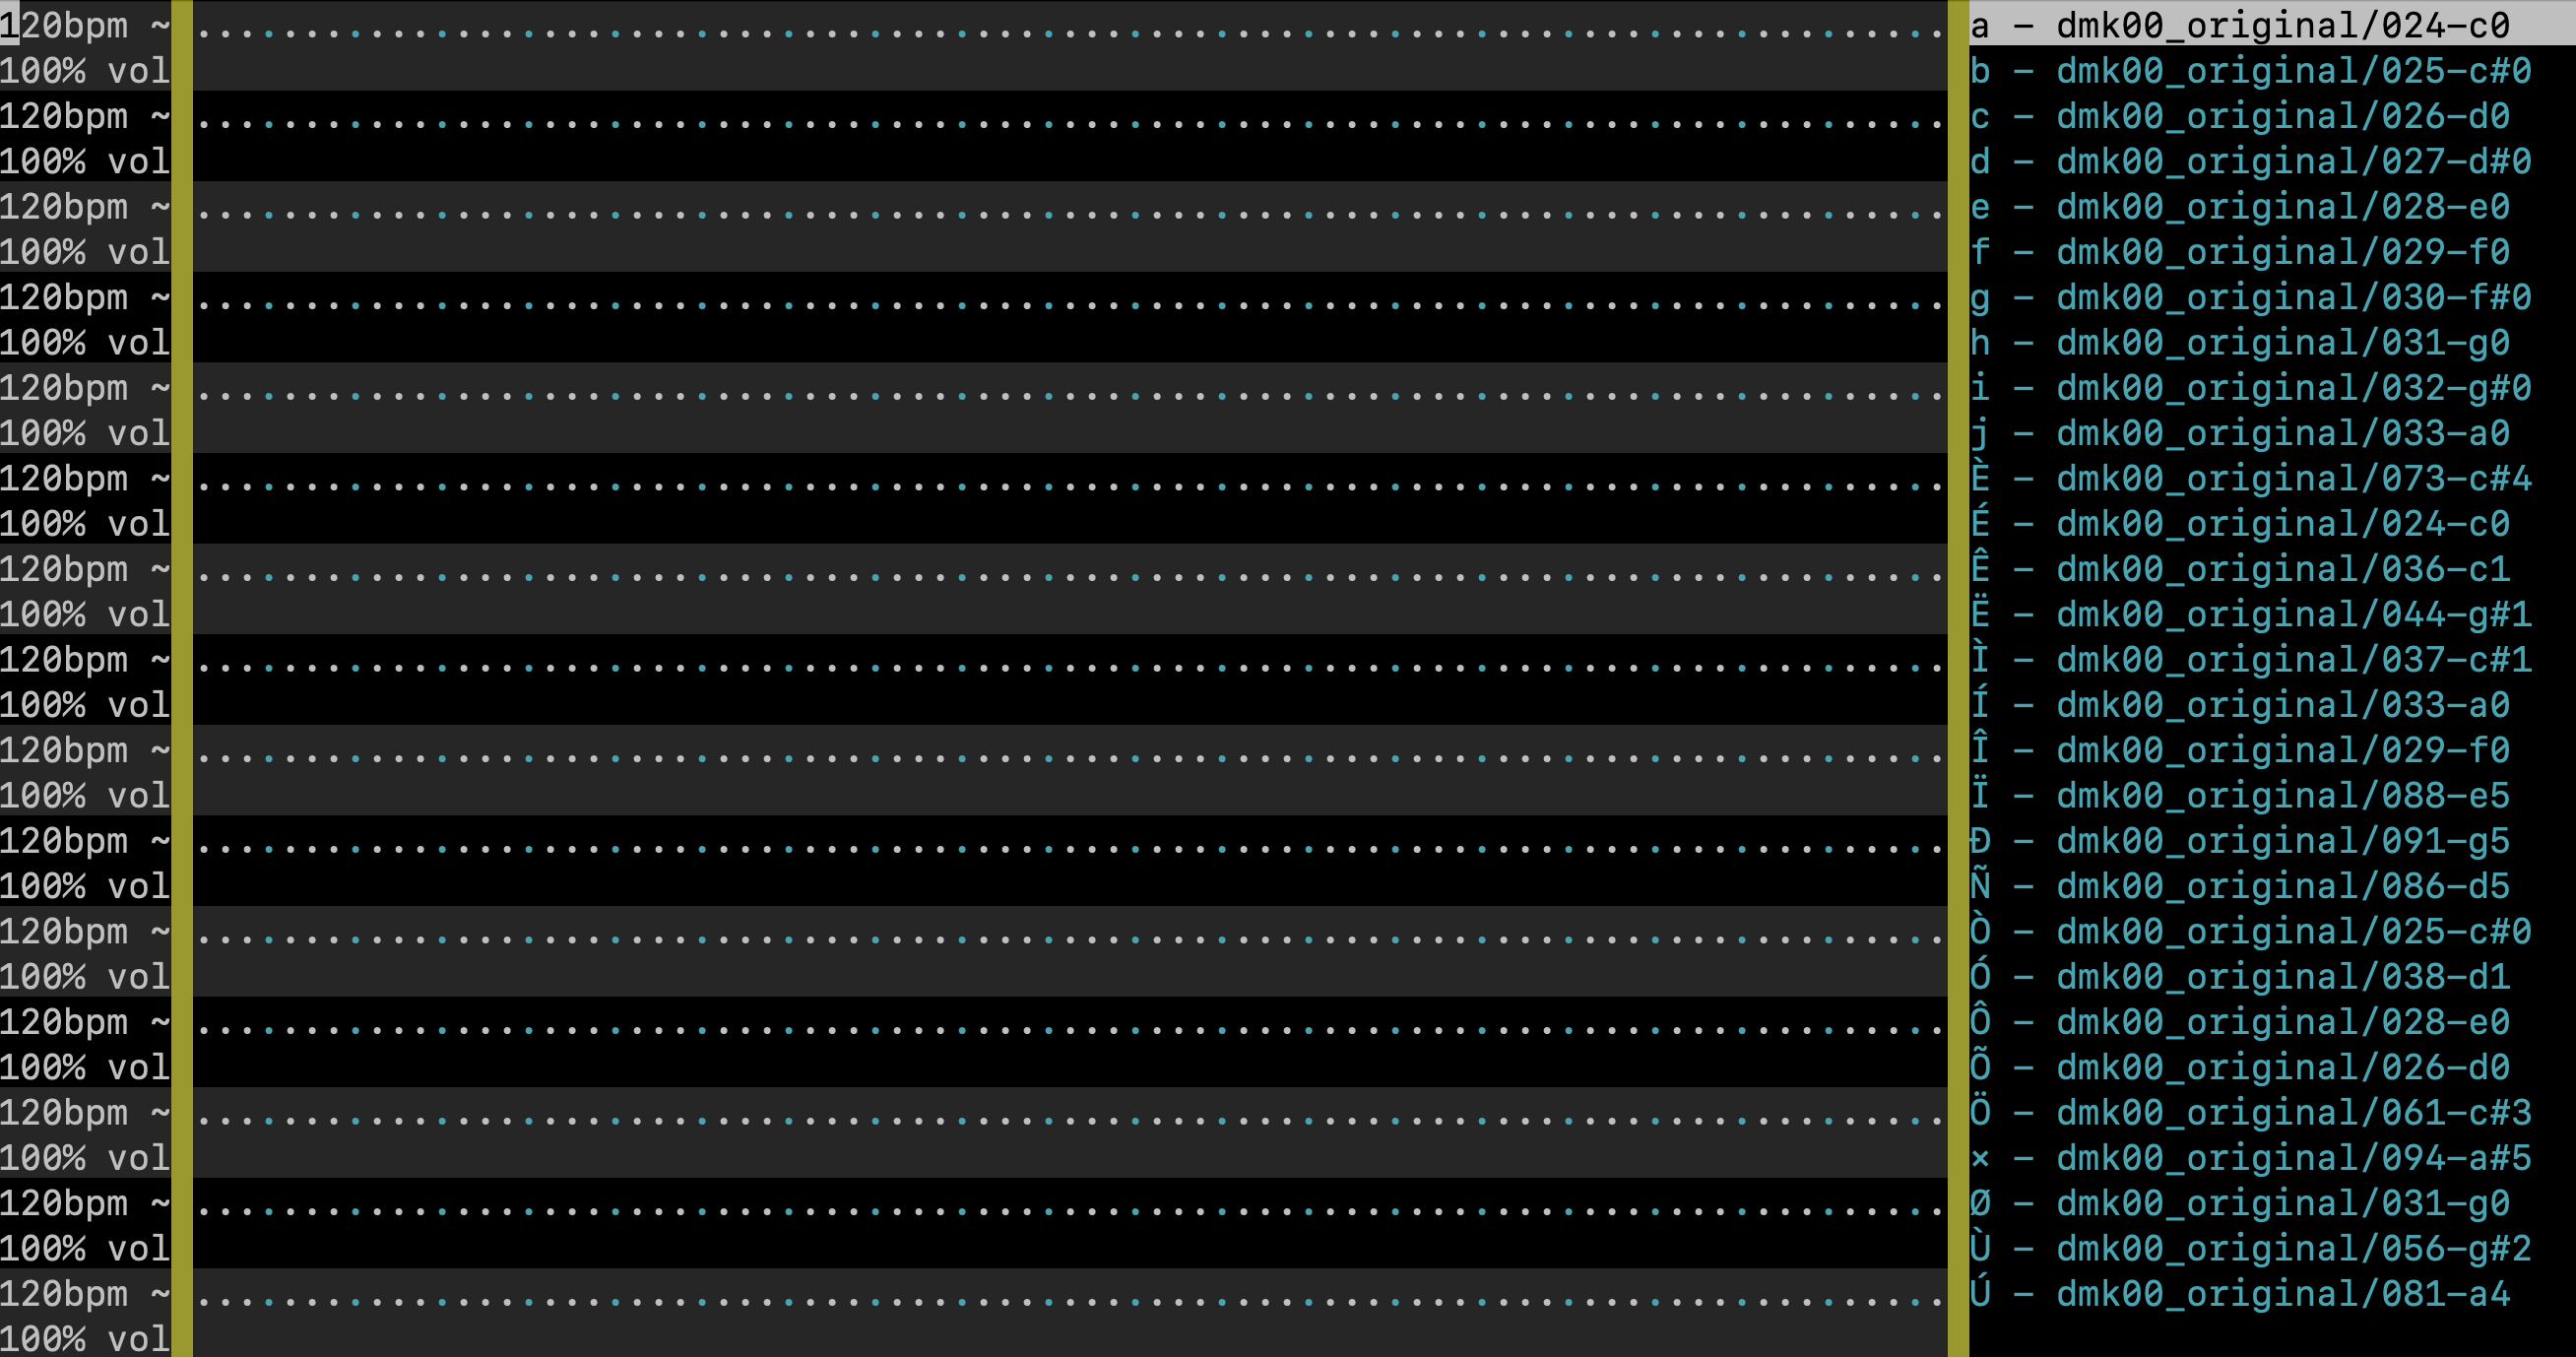 120bpm ~
100% vol
120bpm ~
100% vol
120bpm ~
100% vol
120bpm ~
100% vol
120bpm ~
100% vol
120bpm ~
100% vol
120bpm ~
100% vol
120bpm ~
100% vol
120bpm ~
100% vol
120bpm ~
100% vol
120bpm ~
100% vol
120bpm ~
100% vol
120bpm ~
100% vol
120bpm ~
100% vol
120bpm ~
100% vol
a - dmk00_original/024-c0
b - dmk00_original/025-c#0
c - dmk00_original/026-d0
d - dmk00_original/027-d#0
e - dmk00_original/028-e0
f - dmk00_original/029-f0
g - dmk00_original/030-f#0
h - dmk00_original/031-g0
i - dmk00_original/032-g#0
j - dmk00_original/033-a0
È - dmk00_original/073-c#4
É - dmk00_original/024-c0
Ê - dmk00_original/036-c1
Ë - dmk00_original/044-g#1
Ì - dmk00_original/037-c#1
Í - dmk00_original/033-a0
Î - dmk00_original/029-f0
Ï - dmk00_original/088-e5
Ð - dmk00_original/091-g5
Ñ - dmk00_original/086-d5
Ò - dmk00_original/025-c#0
Ó - dmk00_original/038-d1
Ô - dmk00_original/028-e0
Õ - dmk00_original/026-d0
Ö - dmk00_original/061-c#3
× - dmk00_original/094-a#5
Ø - dmk00_original/031-g0
Ù - dmk00_original/056-g#2
Ú - dmk00_original/081-a4